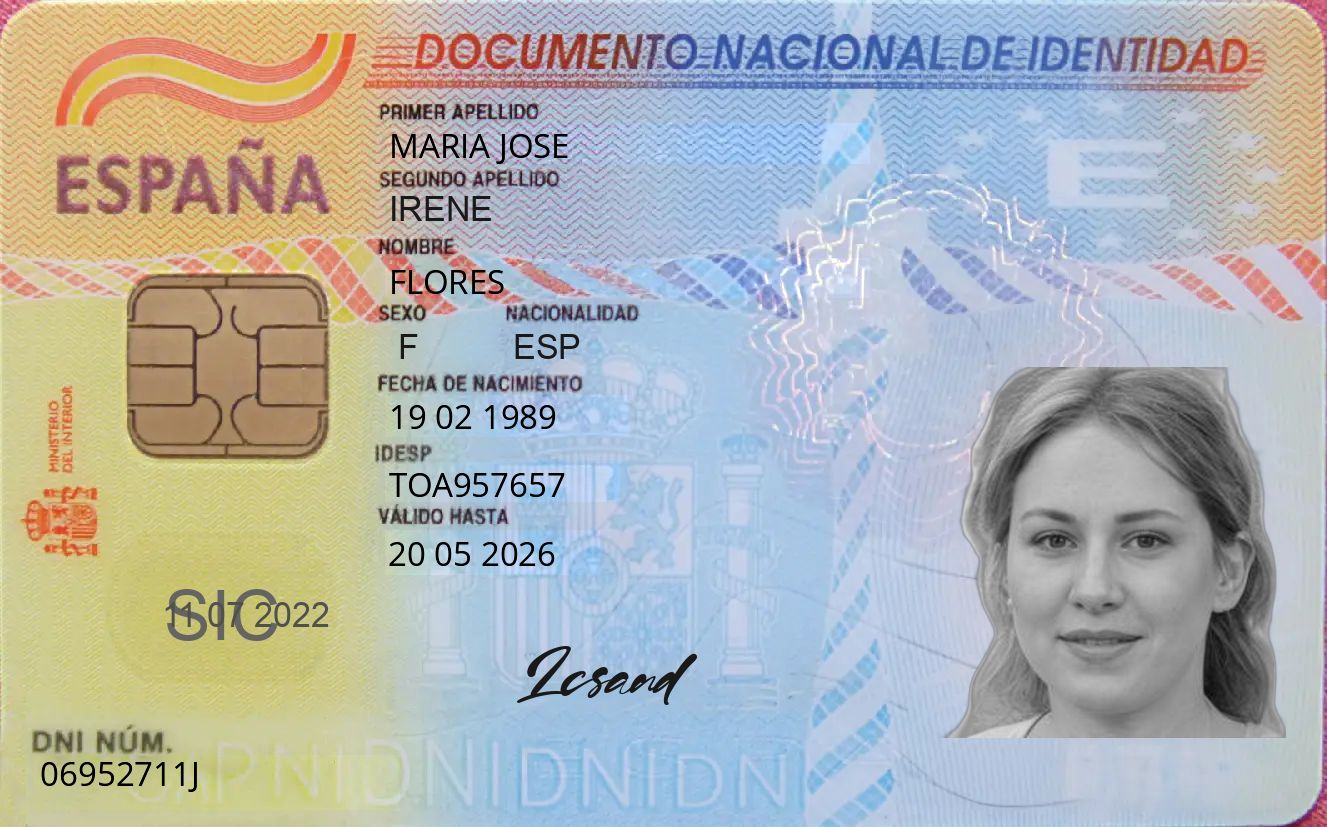 DOCUMENTO NACIONAL DE IDENTIDAD
ESPAÑA
PRIMER APELLIDO
MARIA JOSE
SEGUNDO APELLIDO
IRENE
NOMBRE
FLORES
SEXO NACIONALIDAD
F ESP
FECHA DE NACIMIENTO
19 02 1989
IDESP
TOA957657
VÁLIDO HASTA
20 05 2026
MINISTERIO
DEL INTERIOR
SIC
11 07 2022
DNI NÚM.
06952711J
E